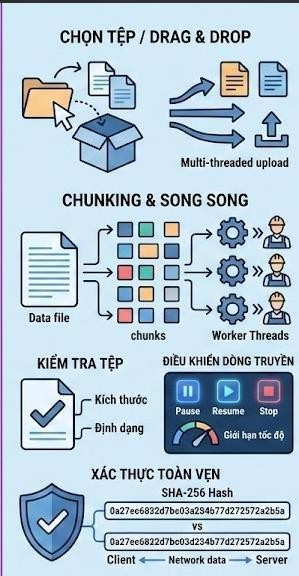 CHỌN TỆP / DRAG & DROP
Multi-threaded upload
CHUNKING & SONG SONG
Data file
chunks
Worker Threads
KIỂM TRA TỆP
Kích thước
Định dạng
ĐIỀU KHIỂN DÒNG TRUYỀN
Pause Resume Stop
Giới hạn tốc độ
XÁC THỰC TOÀN VẸN
SHA-256 Hash
0a27ec6832d7bc03a234b77d272572a2b5a
VS
0a27ec6822d7bc03d234b77d272572a2b5a
Client Network data Server